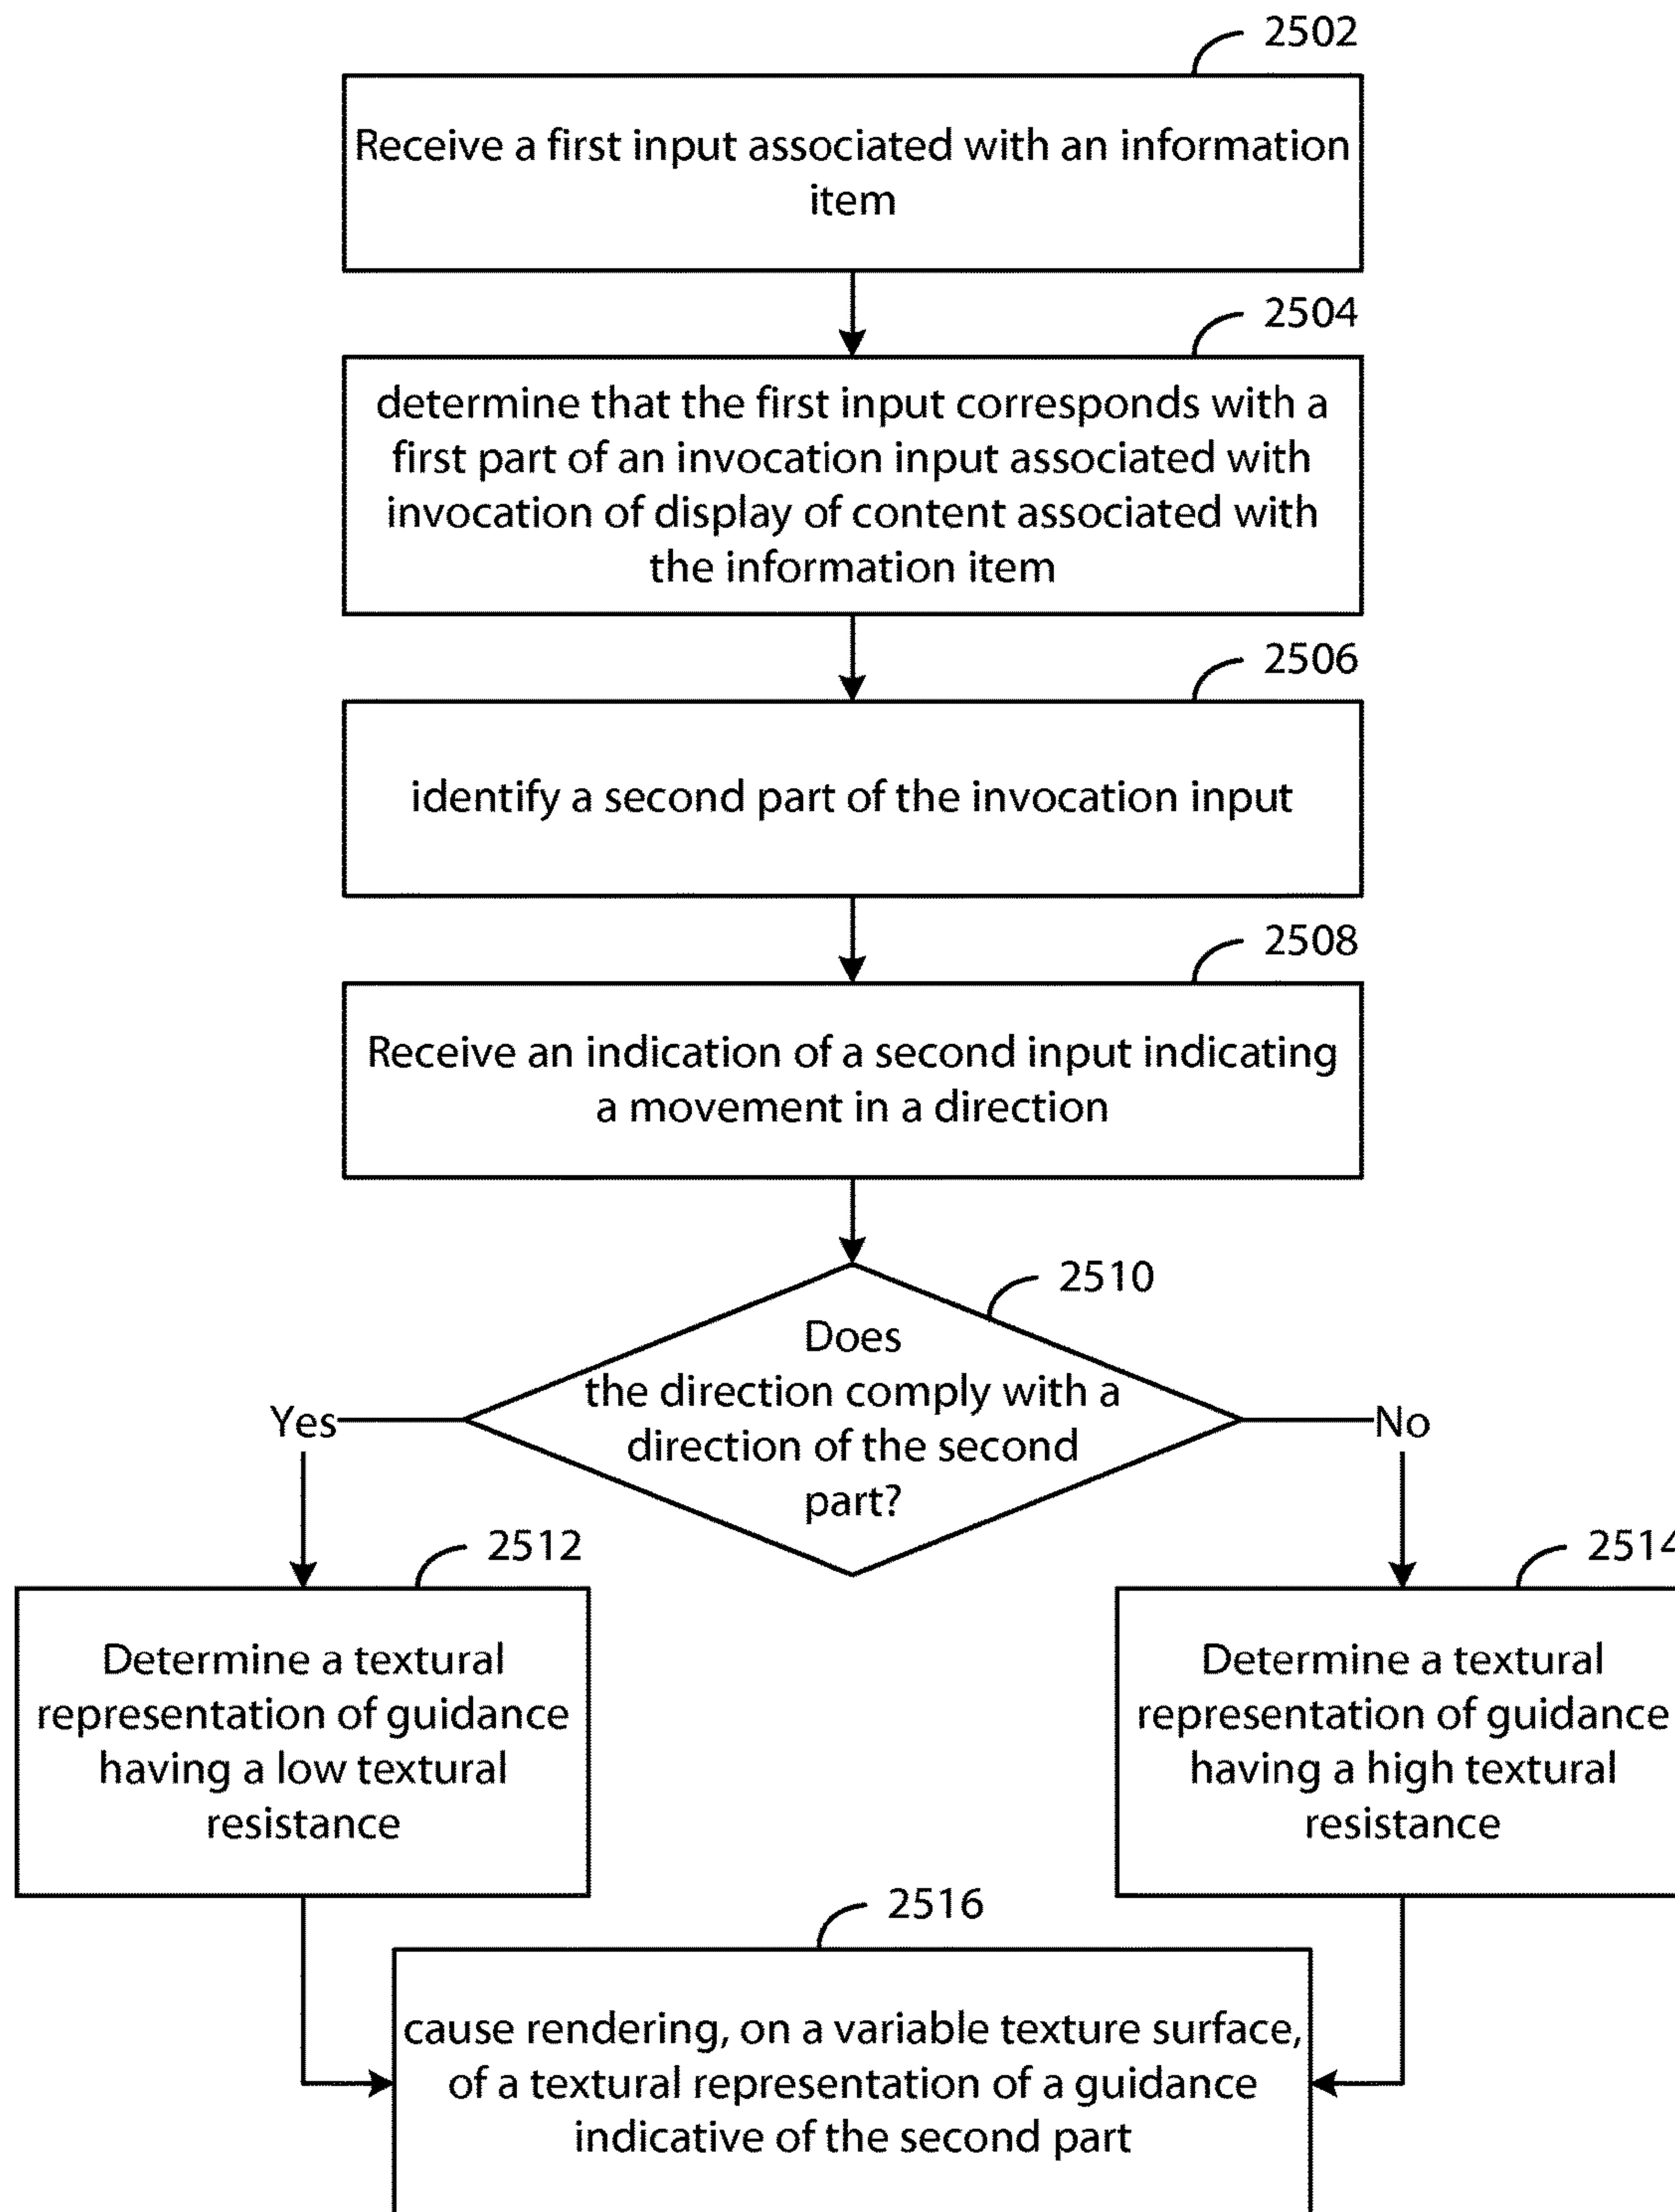 2502
Receive a first input associated with an information
item
2504
determine that the first input corresponds with a
first part of an invocation input associated with
invocation of display of content associated with
the information item
2506
identify a second part of the invocation input
2508
Receive an indication of a second input indicating
a movement in a direction
2510
Does
the direction comply with a
direction of the second
part?
Yes
No
2512
Determine a textural
representation of guidance
having a low textural
resistance
2514
Determine a textural
representation of guidance
having a high textural
resistance
2516
cause rendering, on a variable texture surface,
of a textural representation of a guidance
indicative of the second part